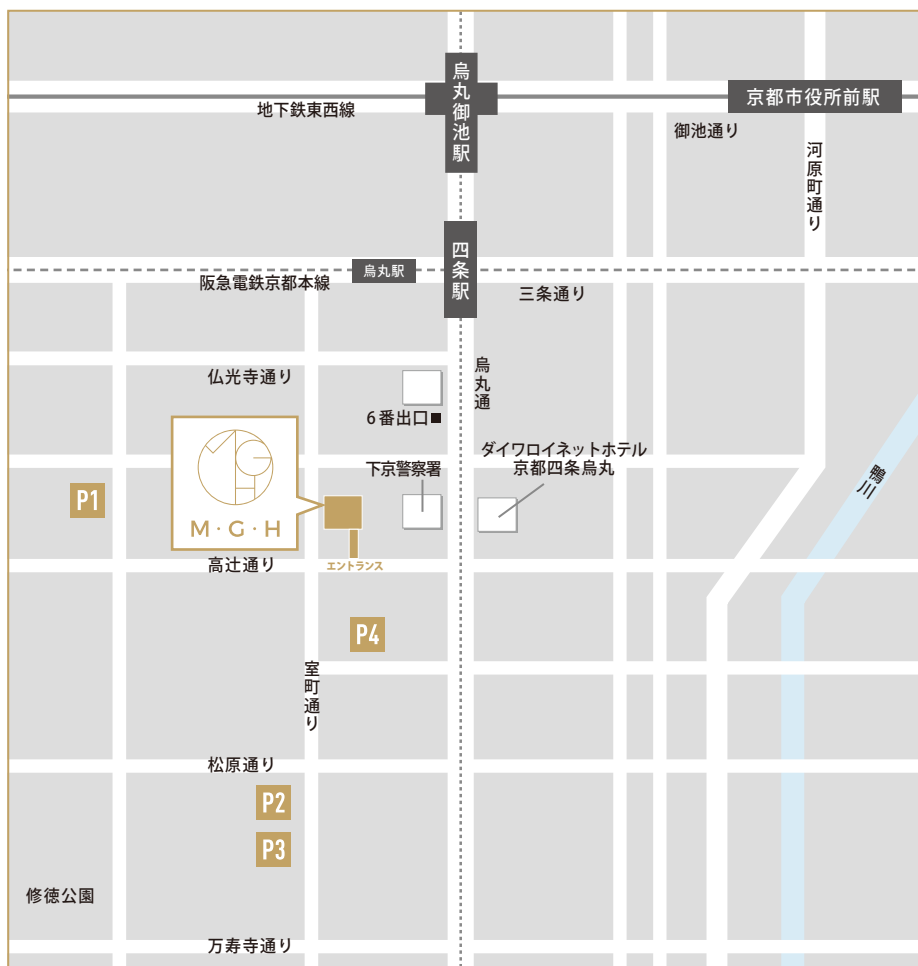 烏丸御池駅
京都市役所前駅
地下鉄東西線
御池通り
河原町通り
四条駅
烏丸駅
阪急電鉄京都本線
三条通り
仏光寺通り
烏丸通
6番出口■
ダイワロイネットホテル
京都四条烏丸
下京警察署
鴨川
P1
M·G·H
高辻通り
エントランス
P4
室町通り
松原通り
P2
P3
修徳公園
万寿寺通り